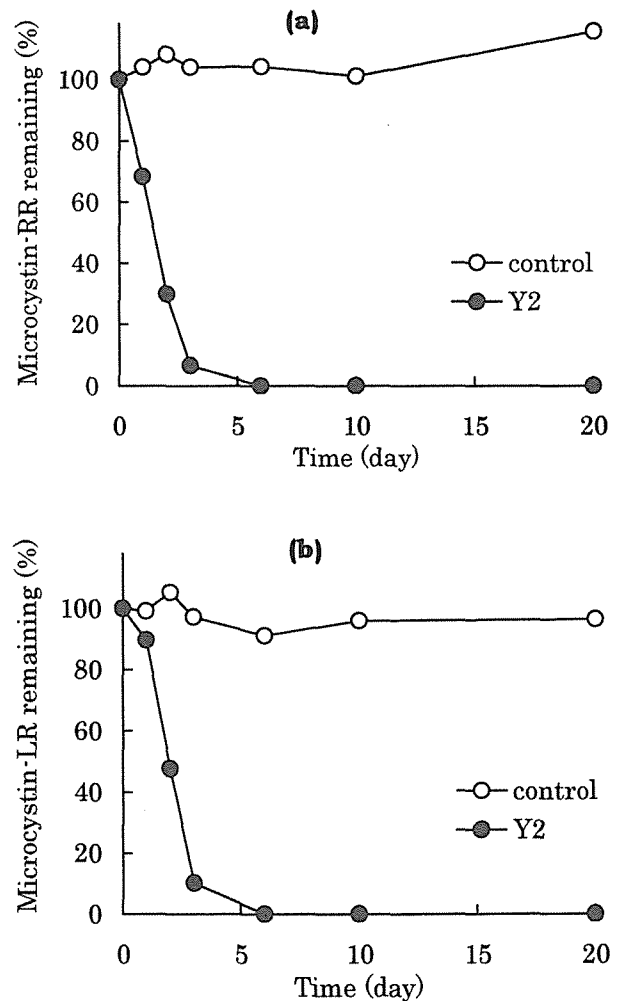 (a)
Microcystin-RR remaining (%)
100
80
60
40
20
0
control
Y2
0 5 10 15 20
Time (day)
(b)
Microcystin-LR remaining (%)
100
80
60
40
20
0
control
Y2
0 5 10 15 20
Time (day)